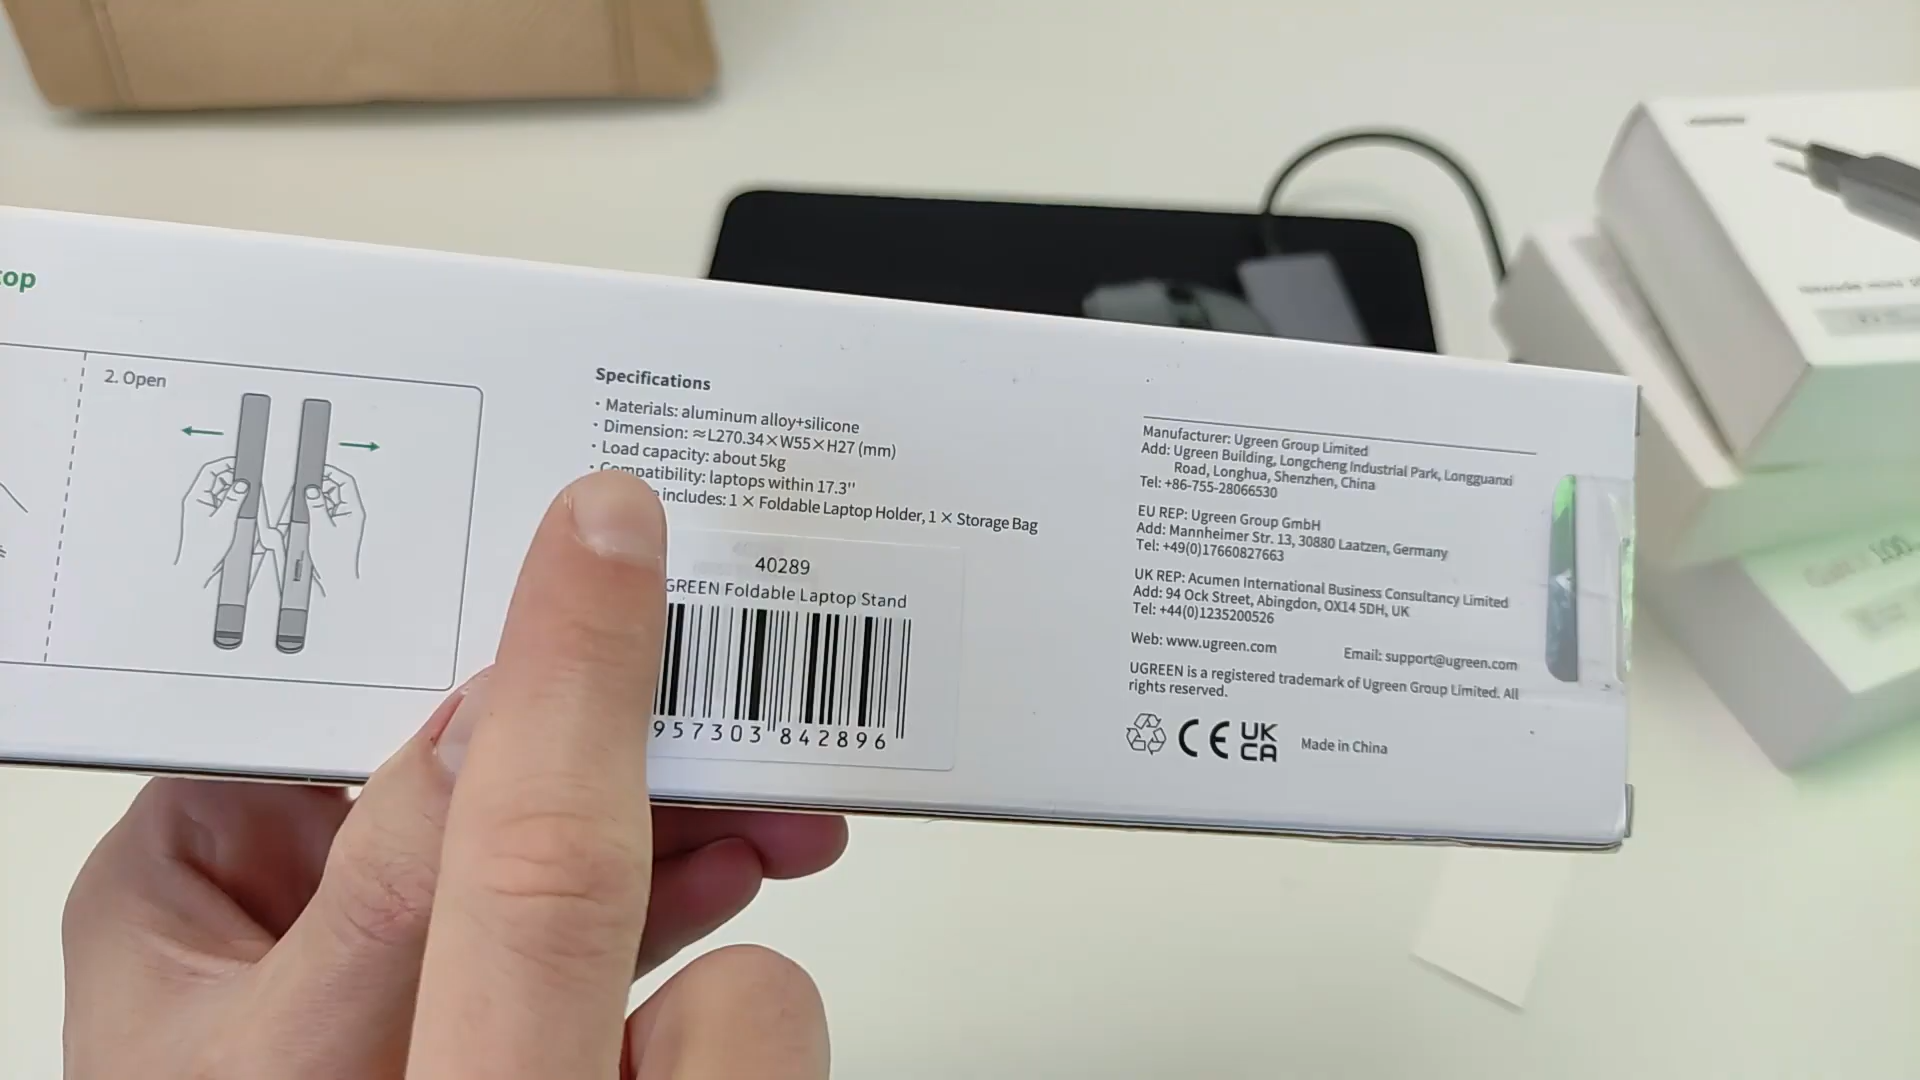 top
2. Open
Specifications
· Materials: aluminum alloy+silicone
· Dimension: ≈L270.34×W55×H27 (mm)
· Load capacity: about 5kg
· Compatibility: laptops within 17.3''
includes: 1 × Foldable Laptop Holder, 1 × Storage Bag
40289
GREEN Foldable Laptop Stand
957303 842896
Manufacturer: Ugreen Group Limited
Add: Ugreen Building, Longcheng Industrial Park, Longguanxi
Road, Longhua, Shenzhen, China
Tel: +86-755-28066530
EU REP: Ugreen Group GmbH
Add: Mannheimer Str. 13, 30880 Laatzen, Germany
Tel: +49(0)17660827663
UK REP: Acumen International Business Consultancy Limited
Add: 94 Ock Street, Abingdon, OX14 5DH, UK
Tel: +44(0)1235200526
Web: www.ugreen.com Email: support@ugreen.com
UGREEN is a registered trademark of Ugreen Group Limited. All
rights reserved.
CE UK
CA
Made in China
100